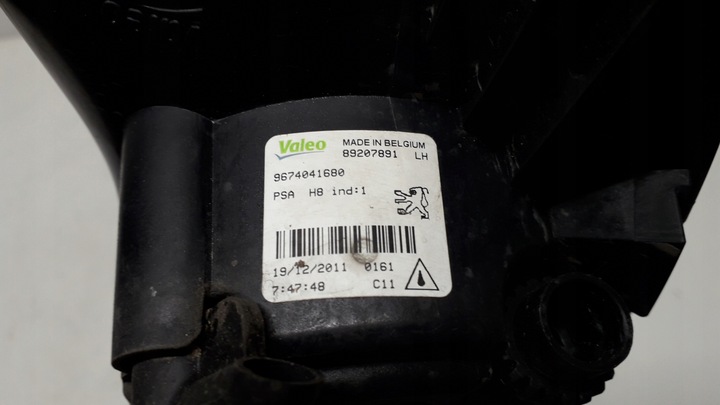 Valeo MADE IN BELGIUM
89207891 LH
9674041680
PSA H8 ind:1
19/12/2011 0161
7:47:48 C11